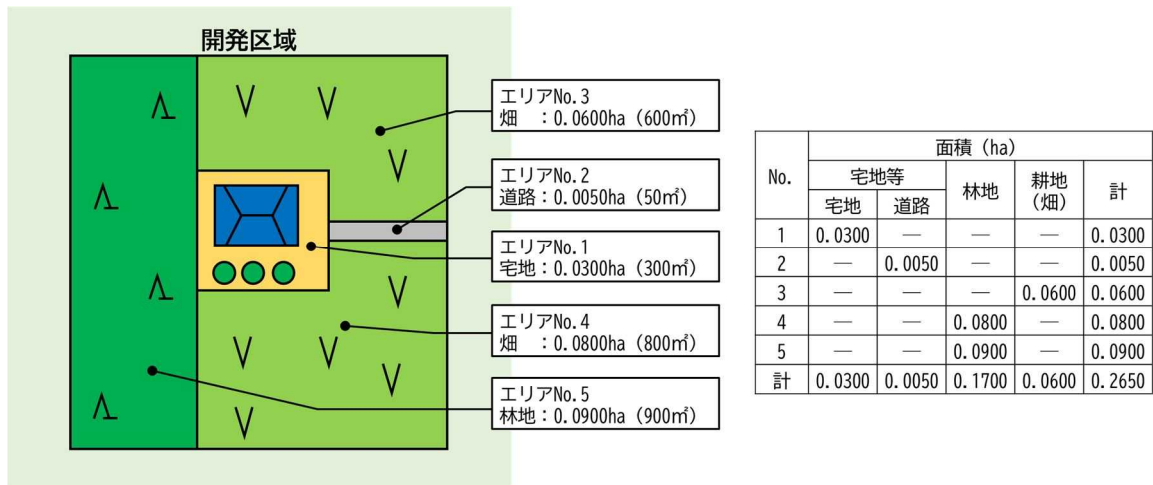 開発区域
エリアNo.3
畑　：0.0600ha（600㎡）
エリアNo.2
道路：0.0050ha（50㎡）
エリアNo.1
宅地：0.0300ha（300㎡）
エリアNo.4
畑　：0.0800ha（800㎡）
エリアNo.5
林地：0.0900ha（900㎡）
No. 面積（ha）
宅地等 林地 耕地（畑） 計
宅地 道路
1 0.0300 — — — 0.0300
2 — 0.0050 — — 0.0050
3 — — — 0.0600 0.0600
4 — — 0.0800 — 0.0800
5 — — 0.0900 — 0.0900
計 0.0300 0.0050 0.1700 0.0600 0.2650